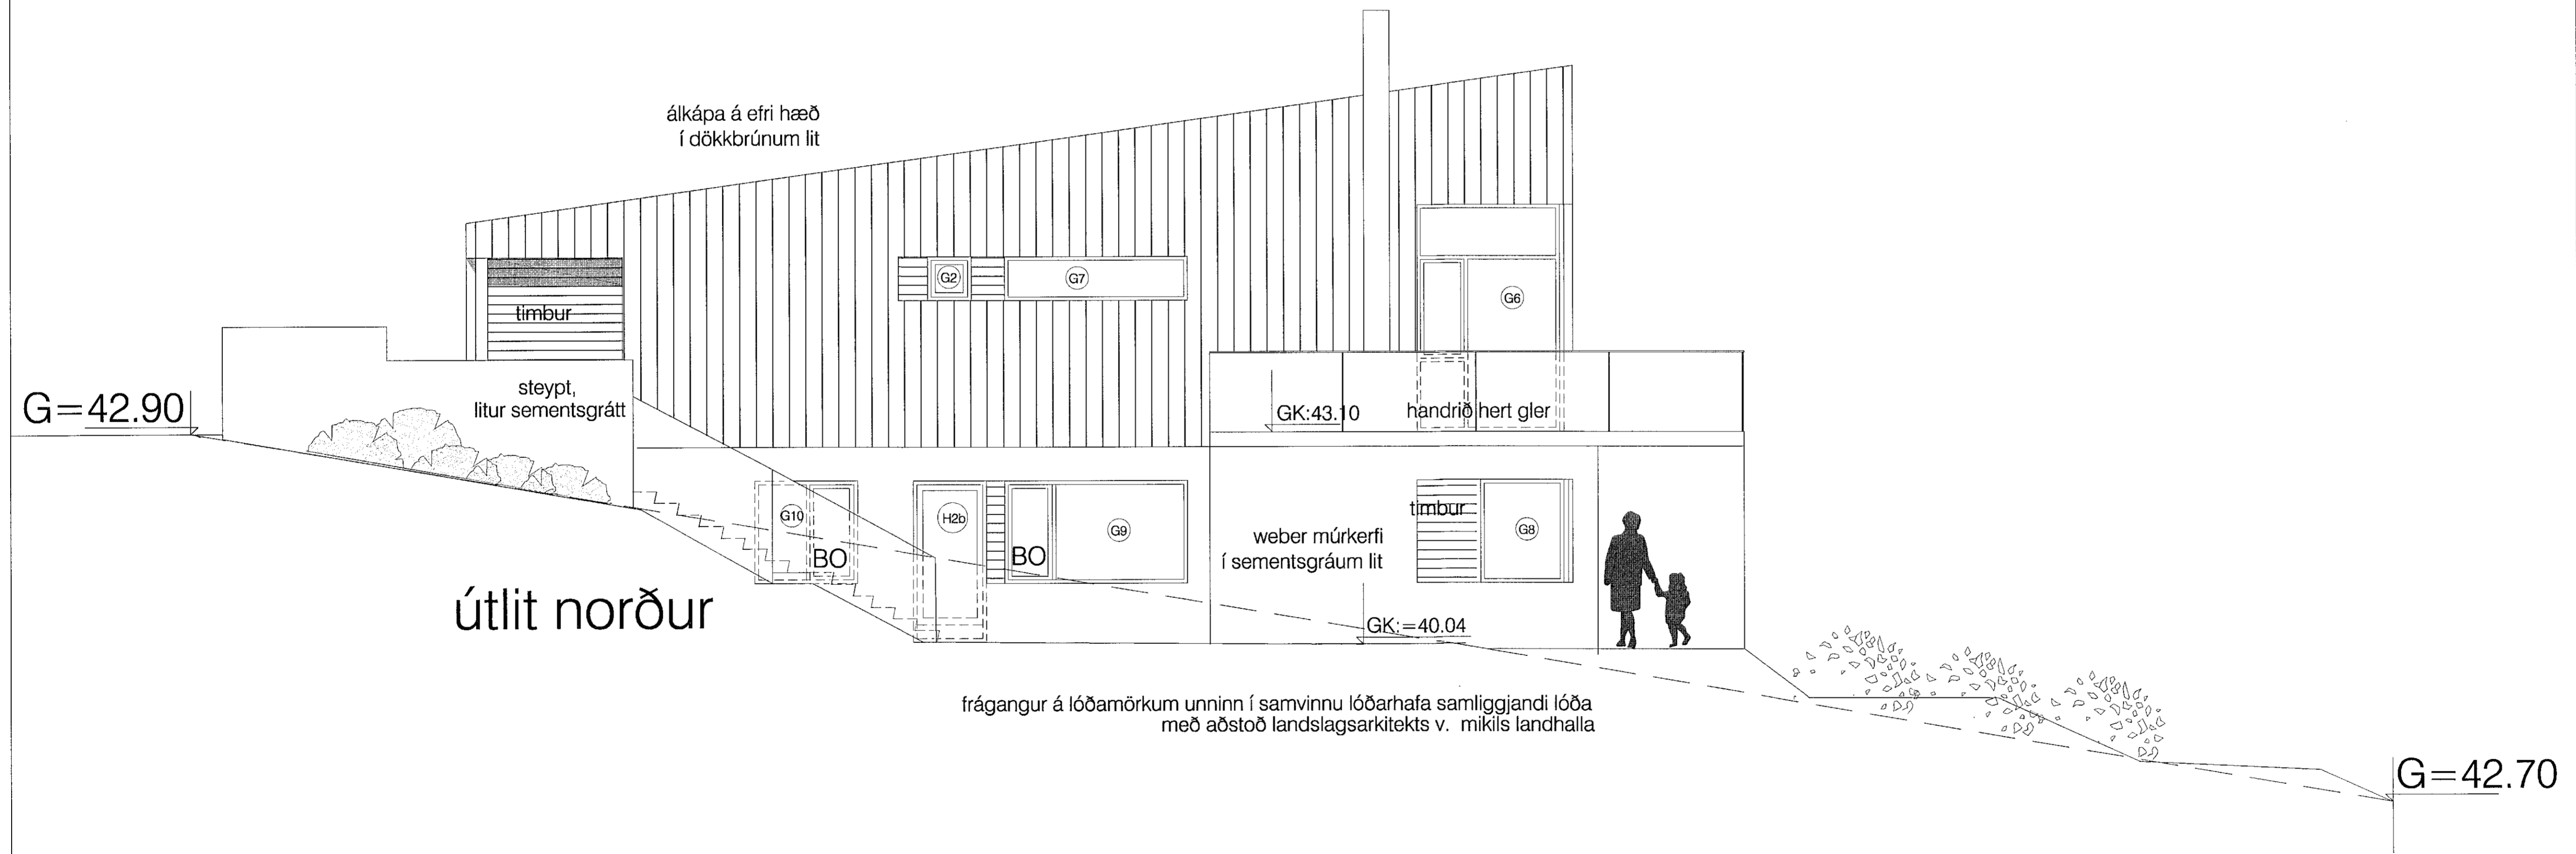 álkápa á efri hæð
í dökkbrúnum lit
G2
G7
G6
timbur
steypt,
litur sementsgrátt
G=42.90
GK:43.10
handrið hert gler
G10
BO
H2b
BO
G9
timbur
G8
weber múrkerfi
í sementsgráum lit
útlit norður
GK:=40.04
frágangur á lóðamörkum unninn í samvinnu lóðarhafa samliggjandi lóða
með aðstoð landslagsarkitekts v. mikils landhalla
G=42.70